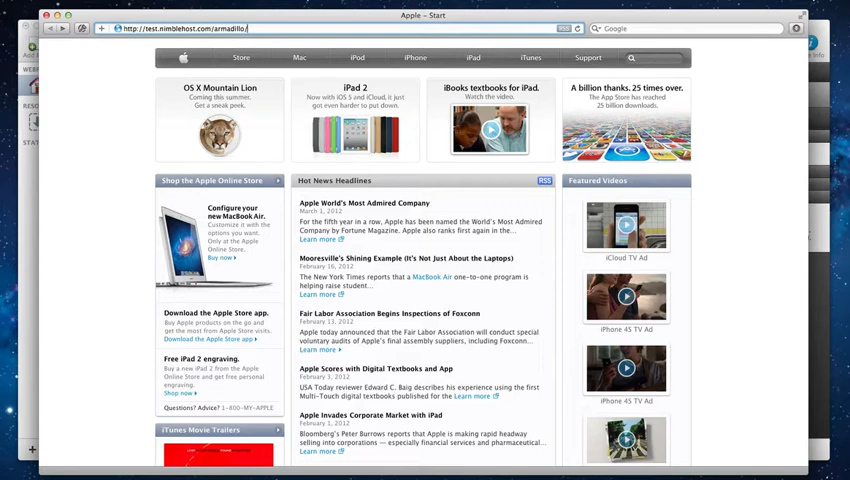 Apple – Start
http://test.nimblehost.com/armadillo/
RSS
Google
Store
Mac
iPod
iPhone
iPad
iTunes
Support
OS X Mountain Lion
Coming this summer.
Get a sneak peek.
iPad 2
Now with iOS 5 and iCloud, it just
got even harder to put down.
iBooks textbooks for iPad.
Watch the video.
A billion thanks. 25 times over.
The App Store has reached
25 billion downloads.
Shop the Apple Online Store
Configure your
new MacBook Air.
Customize it with the
options you want.
Only at the Apple
Online Store.
Buy now
Download the Apple Store app.
Buy Apple products on the go and
get the most from Apple Store visits.
Download the Apple Store app
Free iPad 2 engraving.
Buy a new iPad 2 from the Apple
Online Store and get free personal
engraving.
Shop now
Questions? Advice? 1-800-MY-APPLE
iTunes Movie Trailers
Hot News Headlines
RSS
Apple World's Most Admired Company
March 1, 2012
For the fifth year in a row, Apple has been named the World's Most Admired
Company by Fortune Magazine. Apple also ranks first again in the...
Learn more
Mooresville's Shining Example (It's Not Just About the Laptops)
February 16, 2012
The New York Times reports that a MacBook Air one-to-one program is
helping raise student...
Learn more
Fair Labor Association Begins Inspections of Foxconn
February 13, 2012
Apple today announced that the Fair Labor Association will conduct special
voluntary audits of Apple's final assembly suppliers, including Foxconn...
Learn more
Apple Scores with Digital Textbooks and App
February 3, 2012
USA Today reviewer Edward C. Baig describes his experience using the first
Multi-Touch digital textbooks from Apple. Learn more
Apple Invades Corporate Market with iPad
February 1, 2012
Bloomberg's Peter Burrows reports that Apple is making rapid headway
selling into corporations — especially financial services and pharmaceutical...
Learn more
Featured Videos
iCloud TV Ad
iPhone 4S TV Ad
iPhone 4S TV Ad